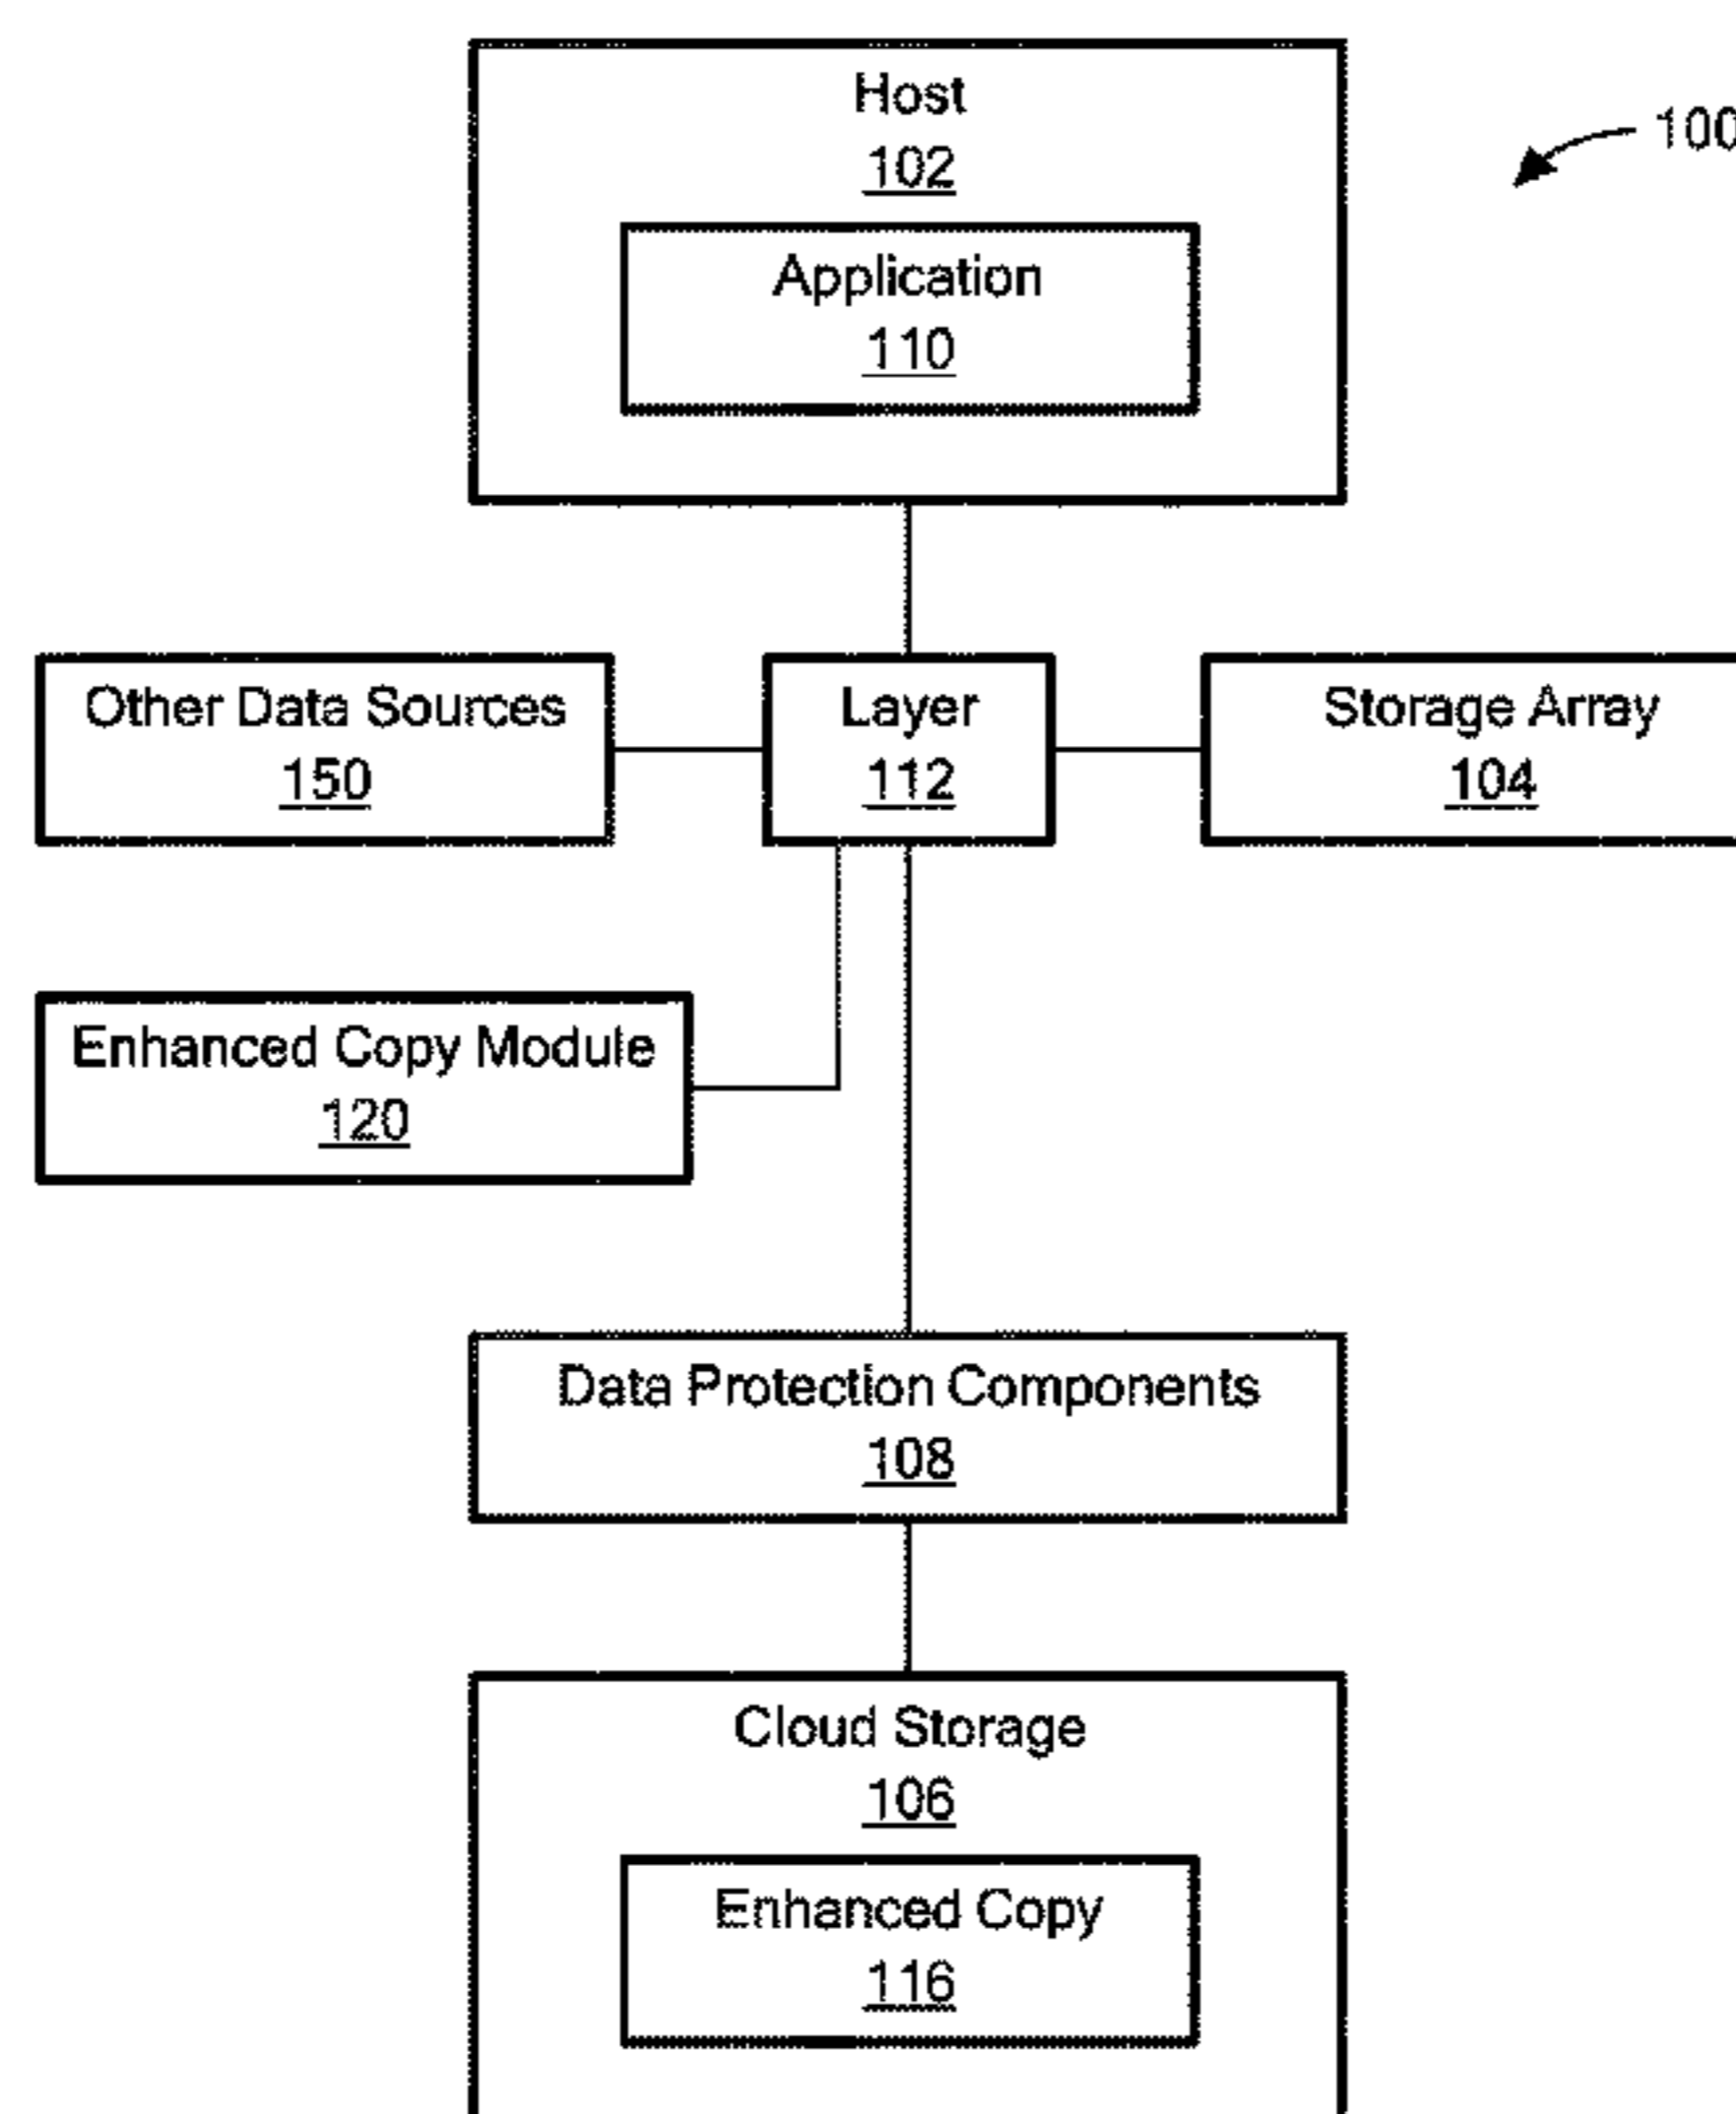 Host
102
100
Application
110
Other Data Sources
150
Layer
112
Storage Array
104
Enhanced Copy Module
120
Data Protection Components
108
Cloud Storage
106
Enhanced Copy
116